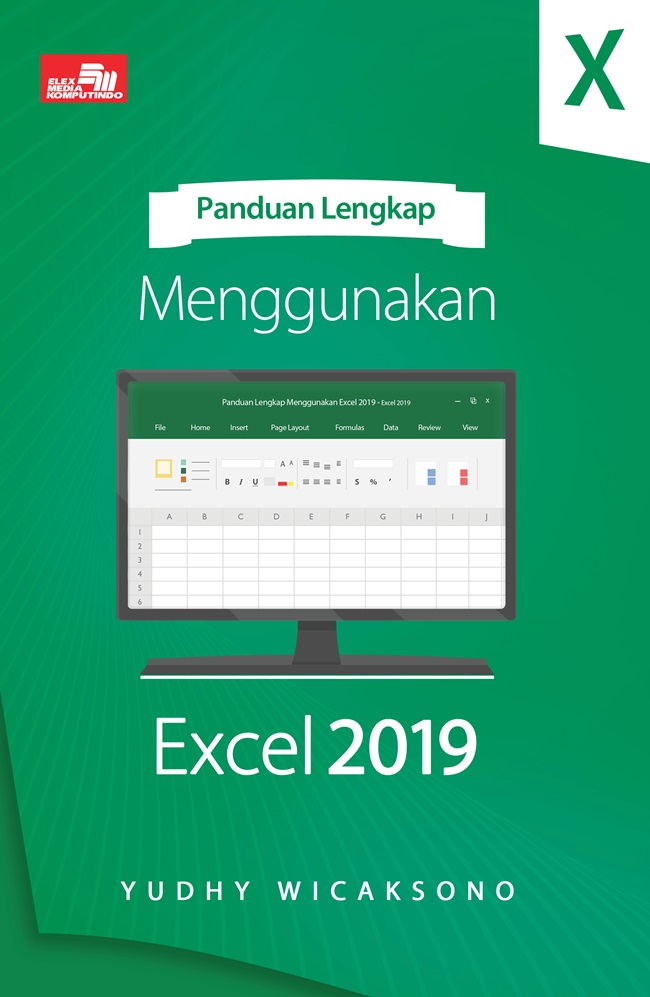 ELEX
MEDIA
KOMPUTINDO
X
Panduan Lengkap
Menggunakan
Panduan Lengkap Menggunakan Excel 2019 - Excel 2019
File Home Insert Page Layout Formulas Data Review View
A A
B I U $ % ,
A B C D E F G H I J
1
2
3
4
5
6
Excel 2019
YUDHY WICAKSONO